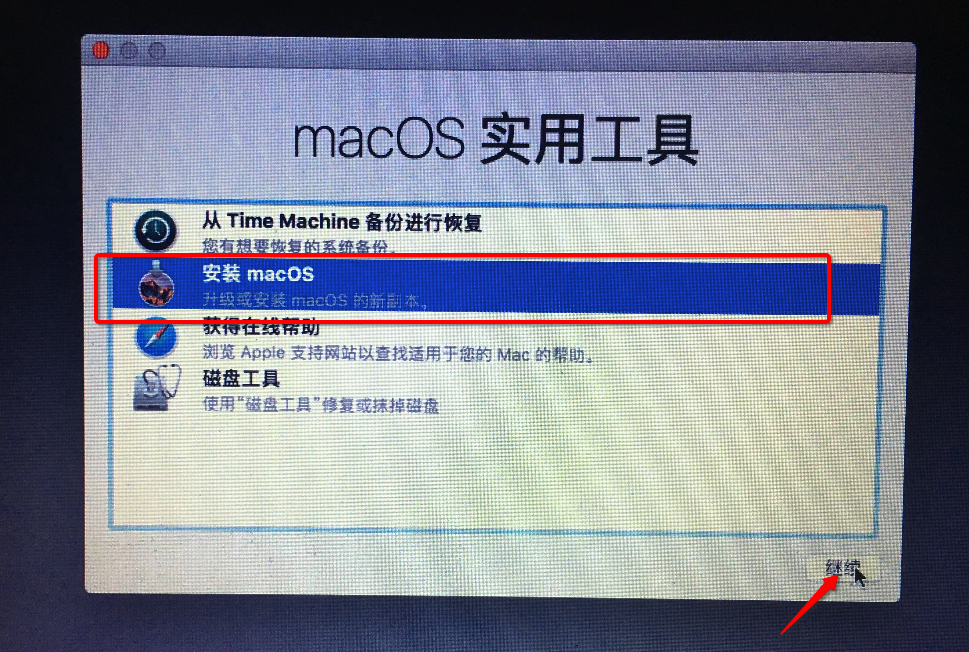 macOS 实用工具
从 Time Machine 备份进行恢复
您有想要恢复的系统备份。
安装 macOS
升级或安装 macOS 的新副本。
获得在线帮助
浏览 Apple 支持网站以查找适用于您的 Mac 的帮助。
磁盘工具
使用“磁盘工具”修复或抹掉磁盘
继续